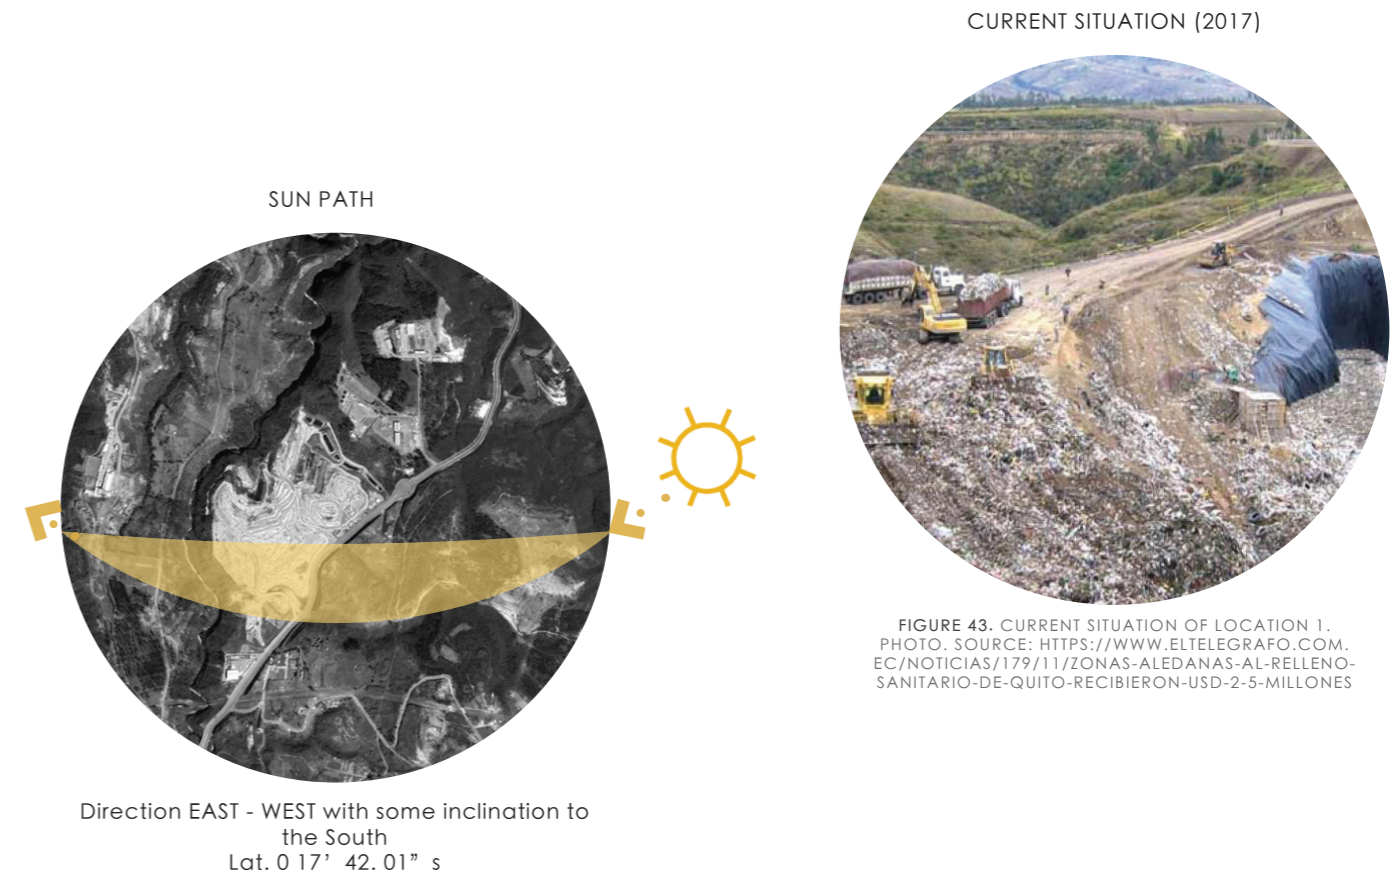 CURRENT SITUATION (2017)
SUN PATH
FIGURE 43. CURRENT SITUATION OF LOCATION 1.
PHOTO. SOURCE: HTTPS://WWW.ELTELEGRAFO.COM.
EC/NOTICIAS/179/11/ZONAS-ALEDANAS-AL-RELLENO-
SANITARIO-DE-QUITO-RECIBIERON-USD-2-5-MILLONES
Direction EAST - WEST with some inclination to
the South
Lat. 0 17’ 42. 01” s